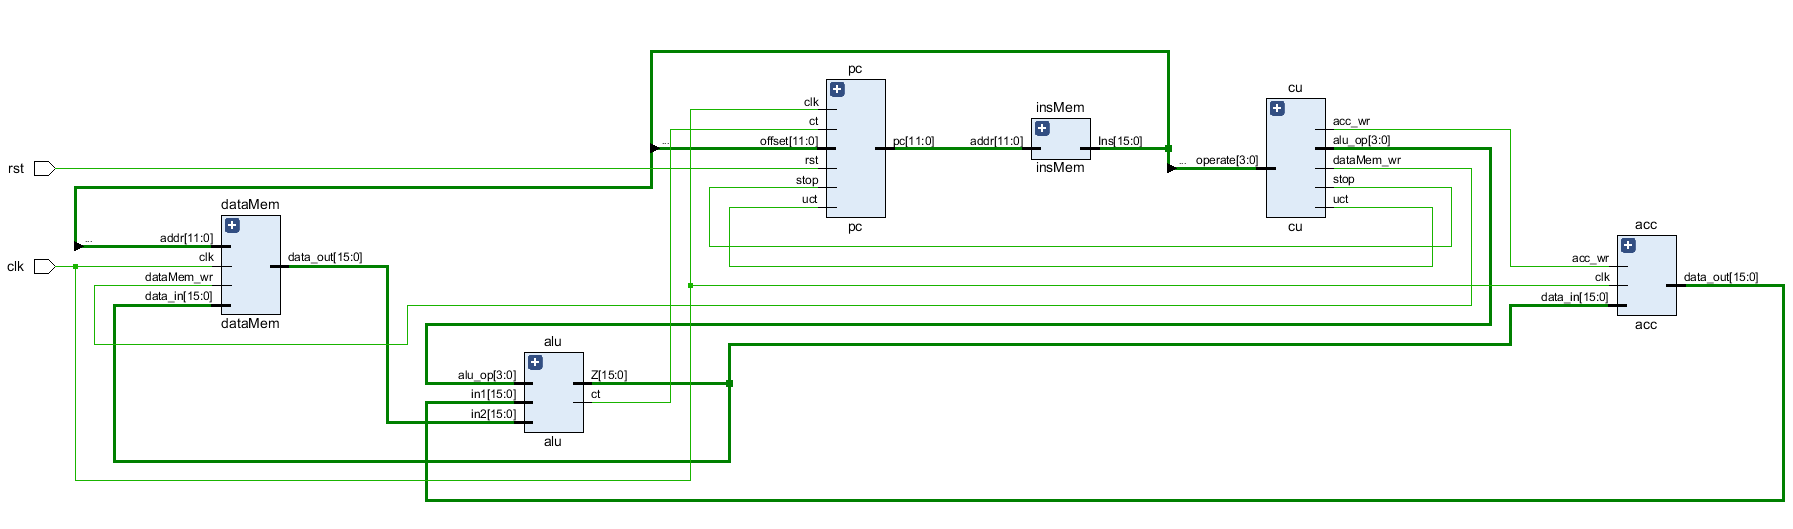 rst
clk
dataMem
addr[11:0]
clk
dataMem_wr
data_in[15:0]
data_out[15:0]
dataMem
...
alu
alu_op[3:0]
in1[15:0]
in2[15:0]
Z[15:0]
ct
alu
pc
clk
ct
offset[11:0]
rst
stop
uct
pc[11:0]
pc
...
insMem
addr[11:0]
Ins[15:0]
insMem
cu
... operate[3:0]
acc_wr
alu_op[3:0]
dataMem_wr
stop
uct
cu
acc
acc_wr
clk
data_in[15:0]
data_out[15:0]
acc